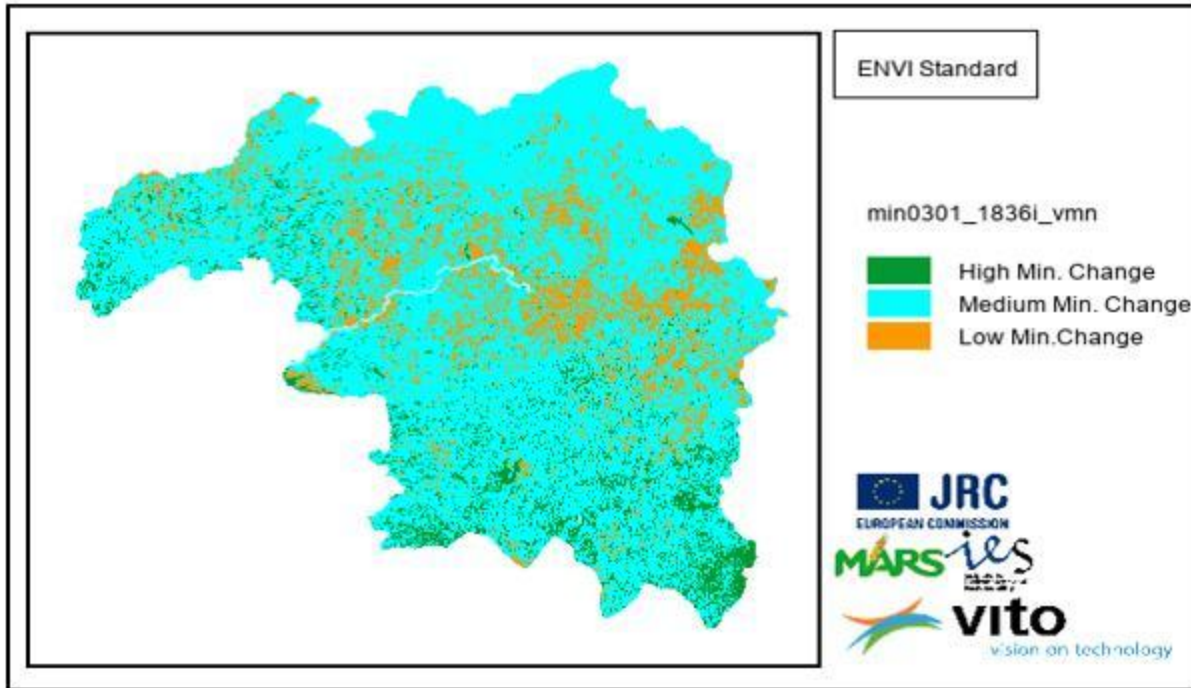 ENVI Standard
min0301_1836i_vmn
High Min. Change
Medium Min. Change
Low Min.Change
JRC
EUROPEAN COMMISSION
MARS
ies
vito
vision on technology